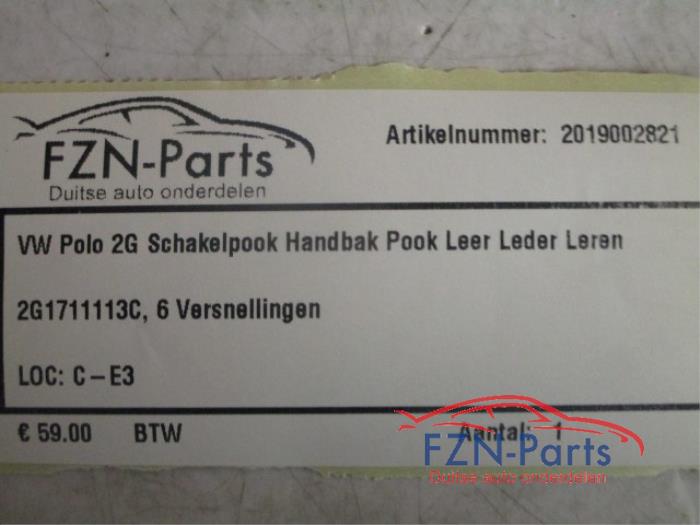 FZN-Parts
Duitse auto onderdelen
Artikelnummer: 2019002821
VW Polo 2G Schakelpook Handbak Pook Leer Leder Leren
2G1711113C, 6 Versnellingen
LOC: C-E3
€ 59.00 BTW Aantal: 1
FZN-Parts
Duitse auto onderdelen